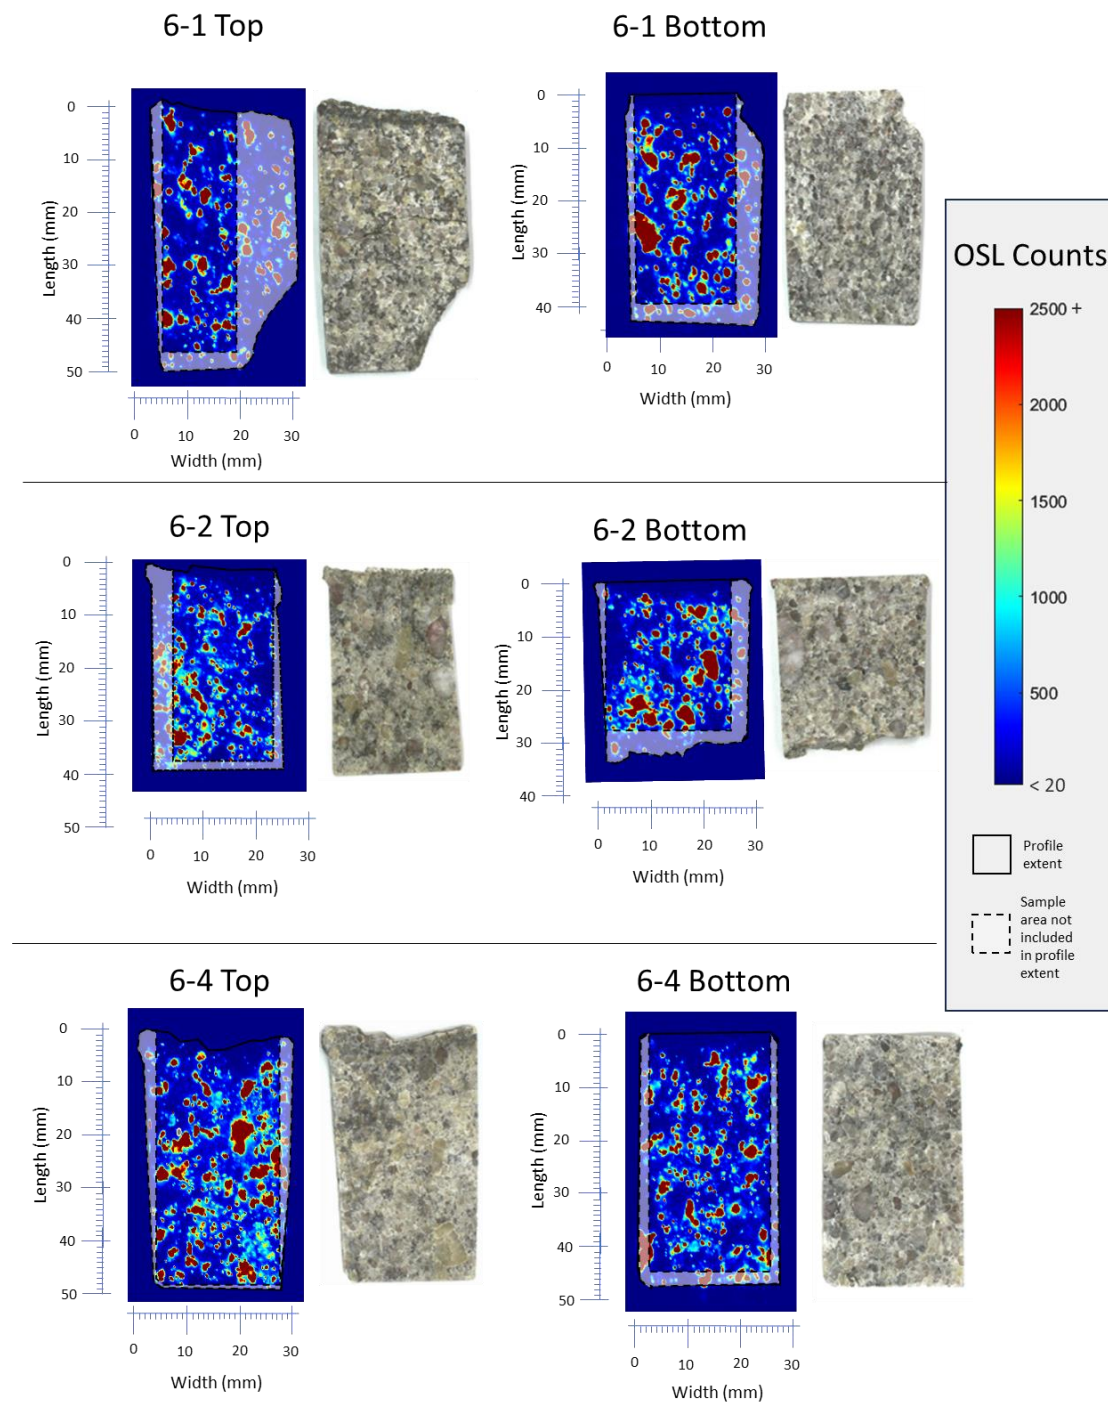 6-1 Top
6-1 Bottom
0
10
20
30
40
50
Length (mm)
0
10
20
30
Width (mm)
0
10
20
30
40
Length (mm)
0
10
20
30
Width (mm)
OSL Counts
2500 +
2000
1500
1000
500
< 20
Profile
extent
Sample
area not
included
in profile
extent
6-2 Top
6-2 Bottom
0
10
20
30
40
50
Length (mm)
0
10
20
30
Width (mm)
0
10
20
30
40
Length (mm)
0
10
20
30
Width (mm)
6-4 Top
6-4 Bottom
0
10
20
30
40
50
Length (mm)
0
10
20
30
Width (mm)
0
10
20
30
40
50
Length (mm)
0
10
20
30
Width (mm)